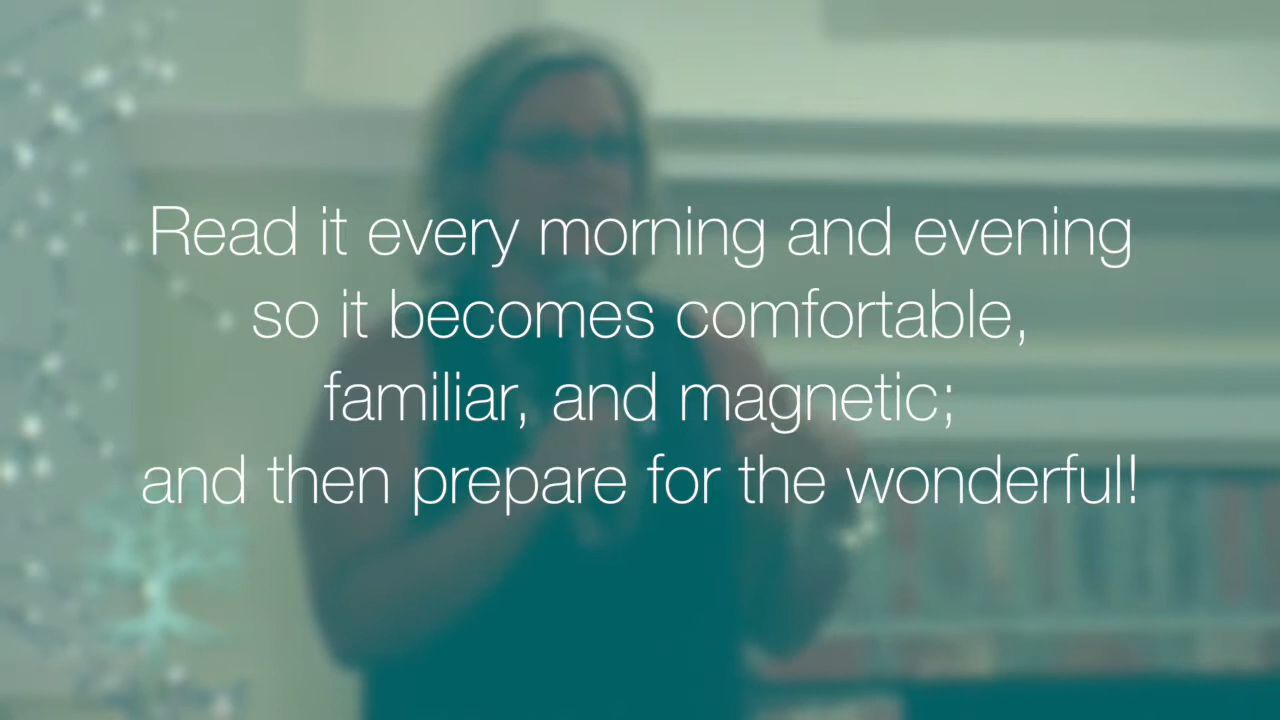 Read it every morning and evening
so it becomes comfortable,
familiar, and magnetic;
and then prepare for the wonderful!